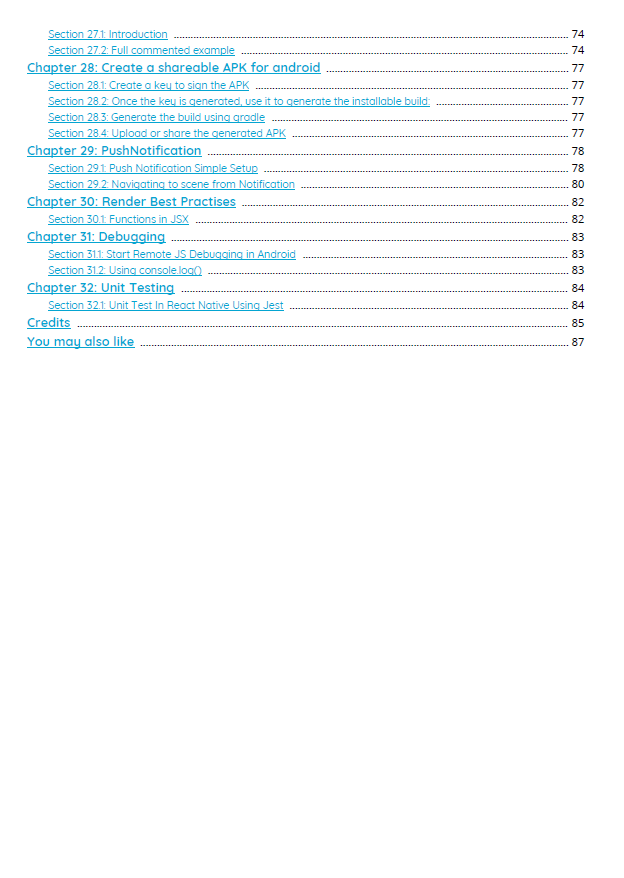 Section 27.1: Introduction ........ 74
Section 27.2: Full commented example ........ 74
Chapter 28: Create a shareable APK for android ........ 77
Section 28.1: Create a key to sign the APK ........ 77
Section 28.2: Once the key is generated, use it to generate the installable build: ........ 77
Section 28.3: Generate the build using gradle ........ 77
Section 28.4: Upload or share the generated APK ........ 77
Chapter 29: PushNotification ........ 78
Section 29.1: Push Notification Simple Setup ........ 78
Section 29.2: Navigating to scene from Notification ........ 80
Chapter 30: Render Best Practises ........ 82
Section 30.1: Functions in JSX ........ 82
Chapter 31: Debugging ........ 83
Section 31.1: Start Remote JS Debugging in Android ........ 83
Section 31.2: Using console.log() ........ 83
Chapter 32: Unit Testing ........ 84
Section 32.1: Unit Test In React Native Using Jest ........ 84
Credits ........ 85
You may also like ........ 87